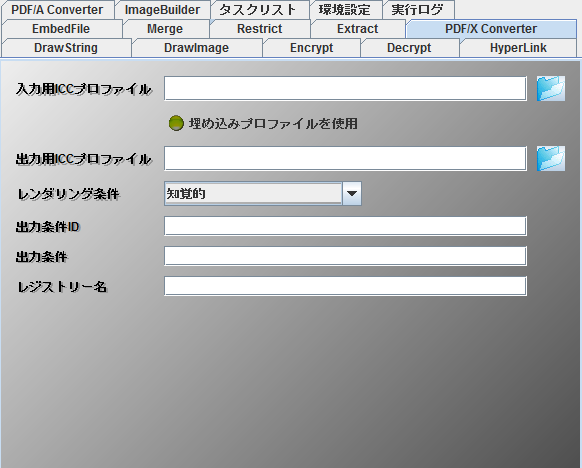 PDF/A Converter ImageBuilder タスクリスト 環境設定 実行ログ
EmbedFile Merge Restrict Extract PDF/X Converter
DrawString DrawImage Encrypt Decrypt HyperLink
入力用ICCプロファイル
埋め込みプロファイルを使用
出力用ICCプロファイル
レンダリング条件 知覚的
出力条件ID
出力条件
レジストリー名